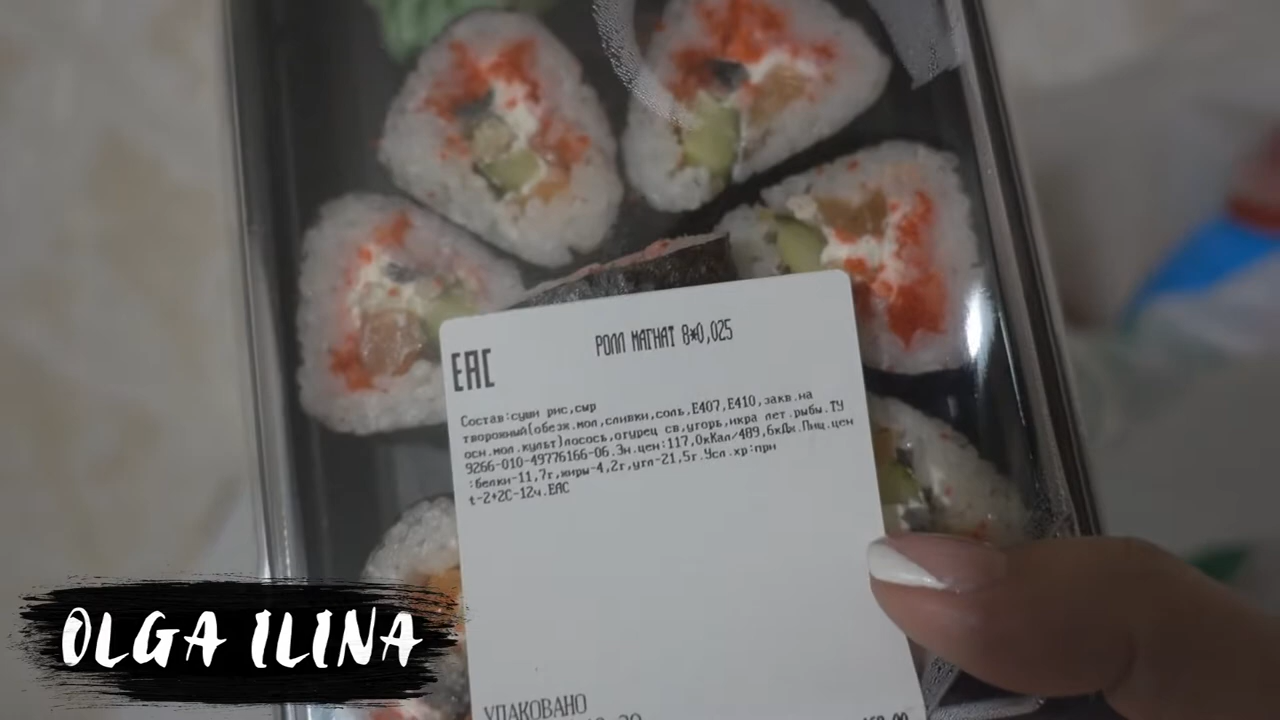 EAC
РОЛЛ МАГНАТ 8*0,025
Состав:суши рис,сыр
творожный(обезж.мол,сливки,соль,Е407,Е410,закв.на
осн.мол.культ)лосось,огурец св,угорь,икра лет.рыбы.ТУ
9266-010-49776166-06.Эн.цен:117,0кКал/489,6кДж.Пищ.цен
:белки-11,7г,жиры-4,2г,угл-21,5г.Усл.хр:при
t-2+2С-12ч.ЕАС
УПАКОВАНО
OLGA ILINA